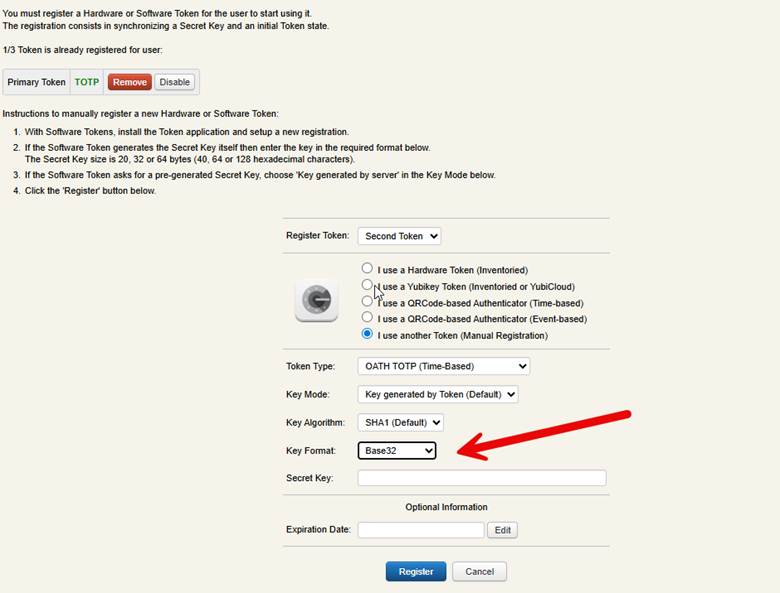 You must register a Hardware or Software Token for the user to start using it.
The registration consists in synchronizing a Secret Key and an initial Token state.
1/3 Token is already registered for user:
Primary Token TOTP Remove Disable
Instructions to manually register a new Hardware or Software Token:
1. With Software Tokens, install the Token application and setup a new registration.
2. If the Software Token generates the Secret Key itself then enter the key in the required format below.
The Secret Key size is 20, 32 or 64 bytes (40, 64 or 128 hexadecimal characters).
3. If the Software Token asks for a pre-generated Secret Key, choose 'Key generated by server' in the Key Mode below.
4. Click the 'Register' button below.
Register Token: Second Token
I use a Hardware Token (Inventoried)
I use a Yubikey Token (Inventoried or YubiCloud)
I use a QRCode-based Authenticator (Time-based)
I use a QRCode-based Authenticator (Event-based)
I use another Token (Manual Registration)
Token Type: OATH TOTP (Time-Based)
Key Mode: Key generated by Token (Default)
Key Algorithm: SHA1 (Default)
Key Format: Base32
Secret Key:
Optional Information
Expiration Date: Edit
Register Cancel